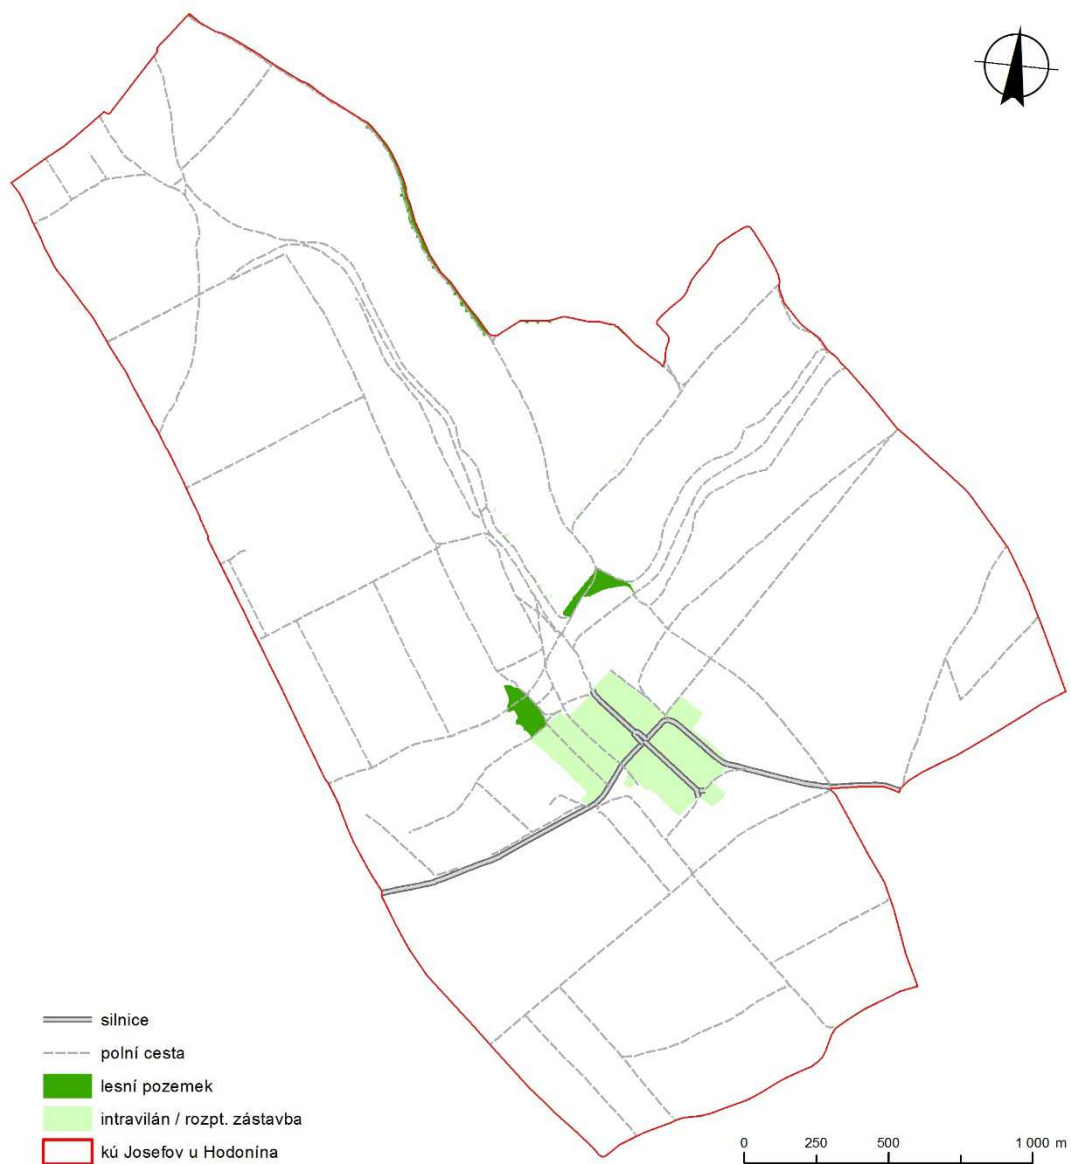 silnice
polní cesta
lesní pozemek
intravilán / rozpt. zástavba
kú Josefov u Hodonína
0 250 500 1 000 m